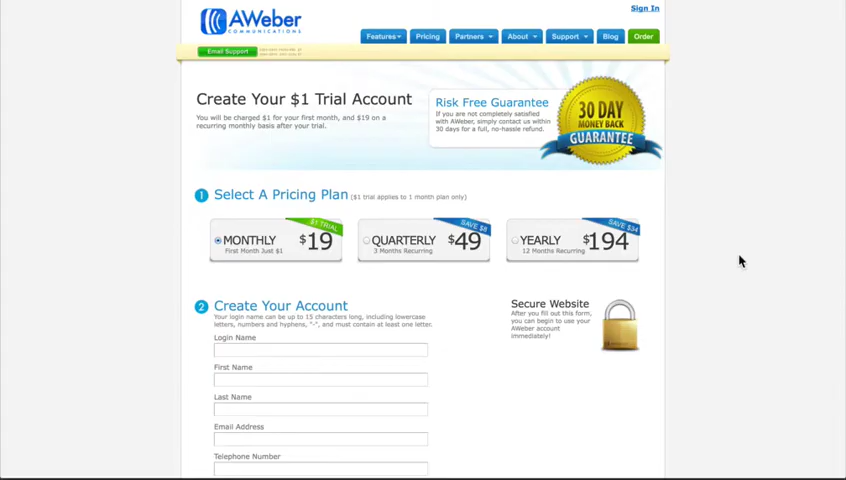 Sign In
AWeber
COMMUNICATIONS
Features Pricing Partners About Support Blog Order
Email Support
Create Your $1 Trial Account
You will be charged $1 for your first month, and $19 on a
recurring monthly basis after your trial.
Risk Free Guarantee
If you are not completely satisfied
with AWeber, simply contact us within
30 days for a full, no-hassle refund.
30 DAY
MONEY BACK
GUARANTEE
1 Select A Pricing Plan ($1 trial applies to 1 month plan only)
$1 TRIAL
MONTHLY $19
First Month Just $1
SAVE $8
QUARTERLY $49
3 Months Recurring
SAVE $34
YEARLY $194
12 Months Recurring
2 Create Your Account
Your login name can be up to 15 characters long, including lowercase
letters, numbers and hyphens, "-", and must contain at least one letter.
Secure Website
After you fill out this form,
you can begin to use your
AWeber account
immediately!
Login Name
First Name
Last Name
Email Address
Telephone Number